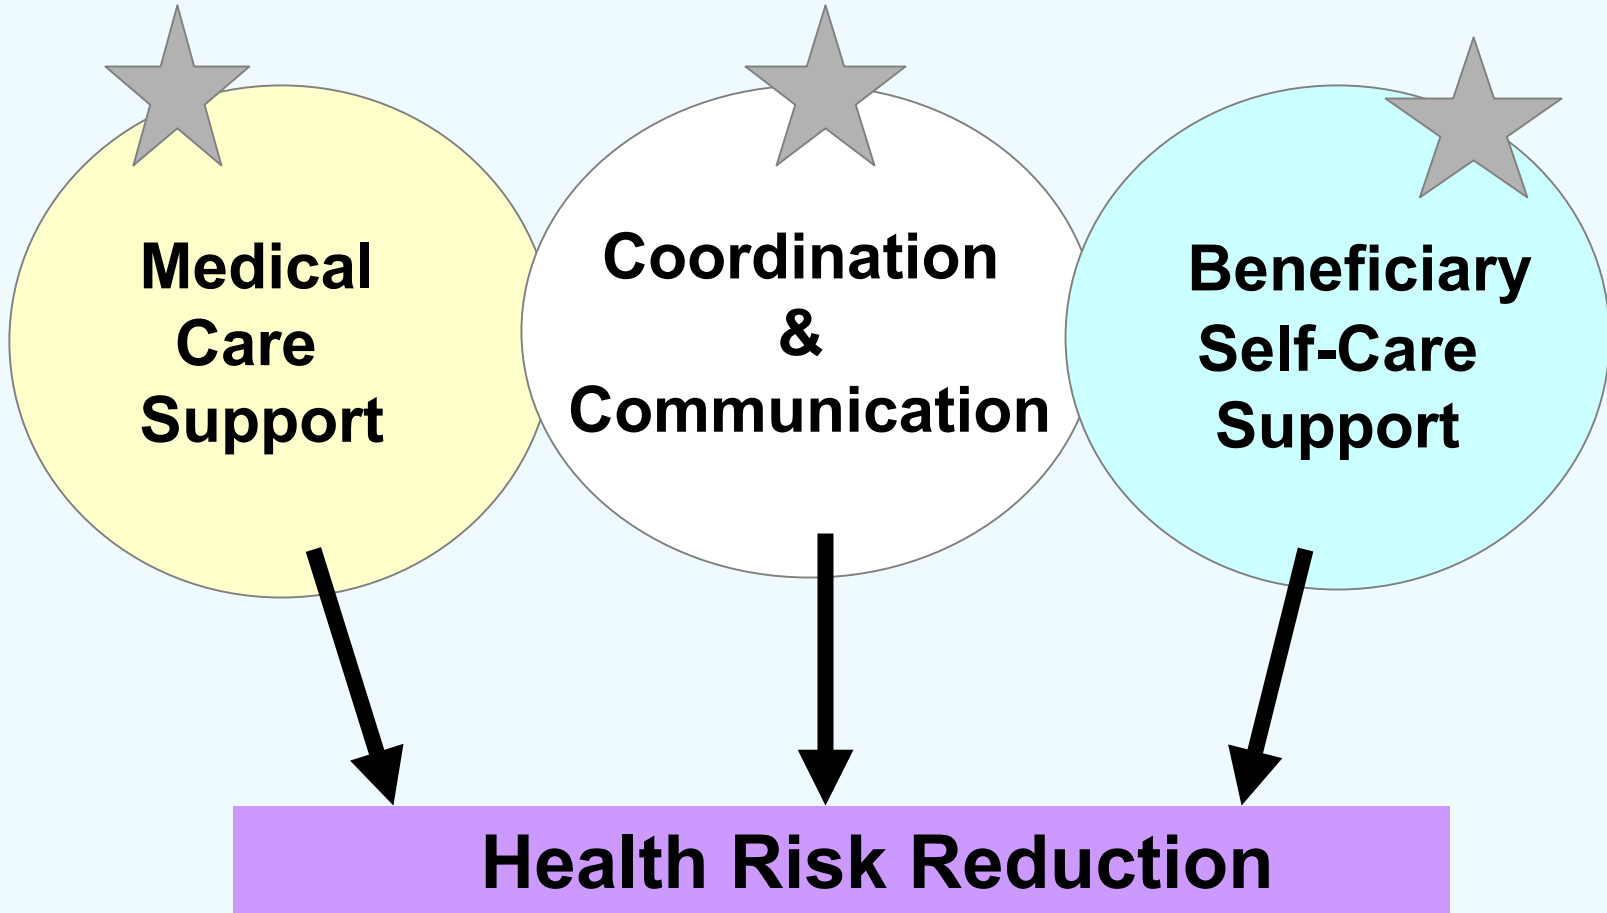 Medical
Care
Support
Coordination
&
Communication
Beneficiary
Self-Care
Support
Health Risk Reduction